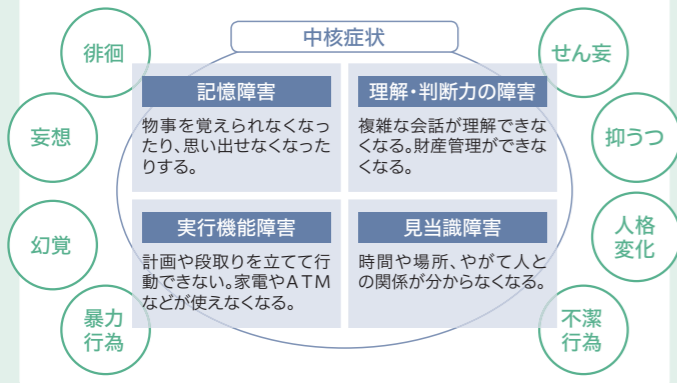 中核症状
徘徊
せん妄
妄想
抑うつ
幻覚
人格
変化
暴力
行為
不潔
行為
記憶障害
物事を覚えられなくなっ
たり、思い出せなくなった
りする。
理解・判断力の障害
複雑な会話が理解できな
くなる。財産管理ができな
くなる。
実行機能障害
計画や段取りを立てて行
動できない。家電やATM
などが使えなくなる。
見当識障害
時間や場所、やがて人と
の関係が分からなくなる。